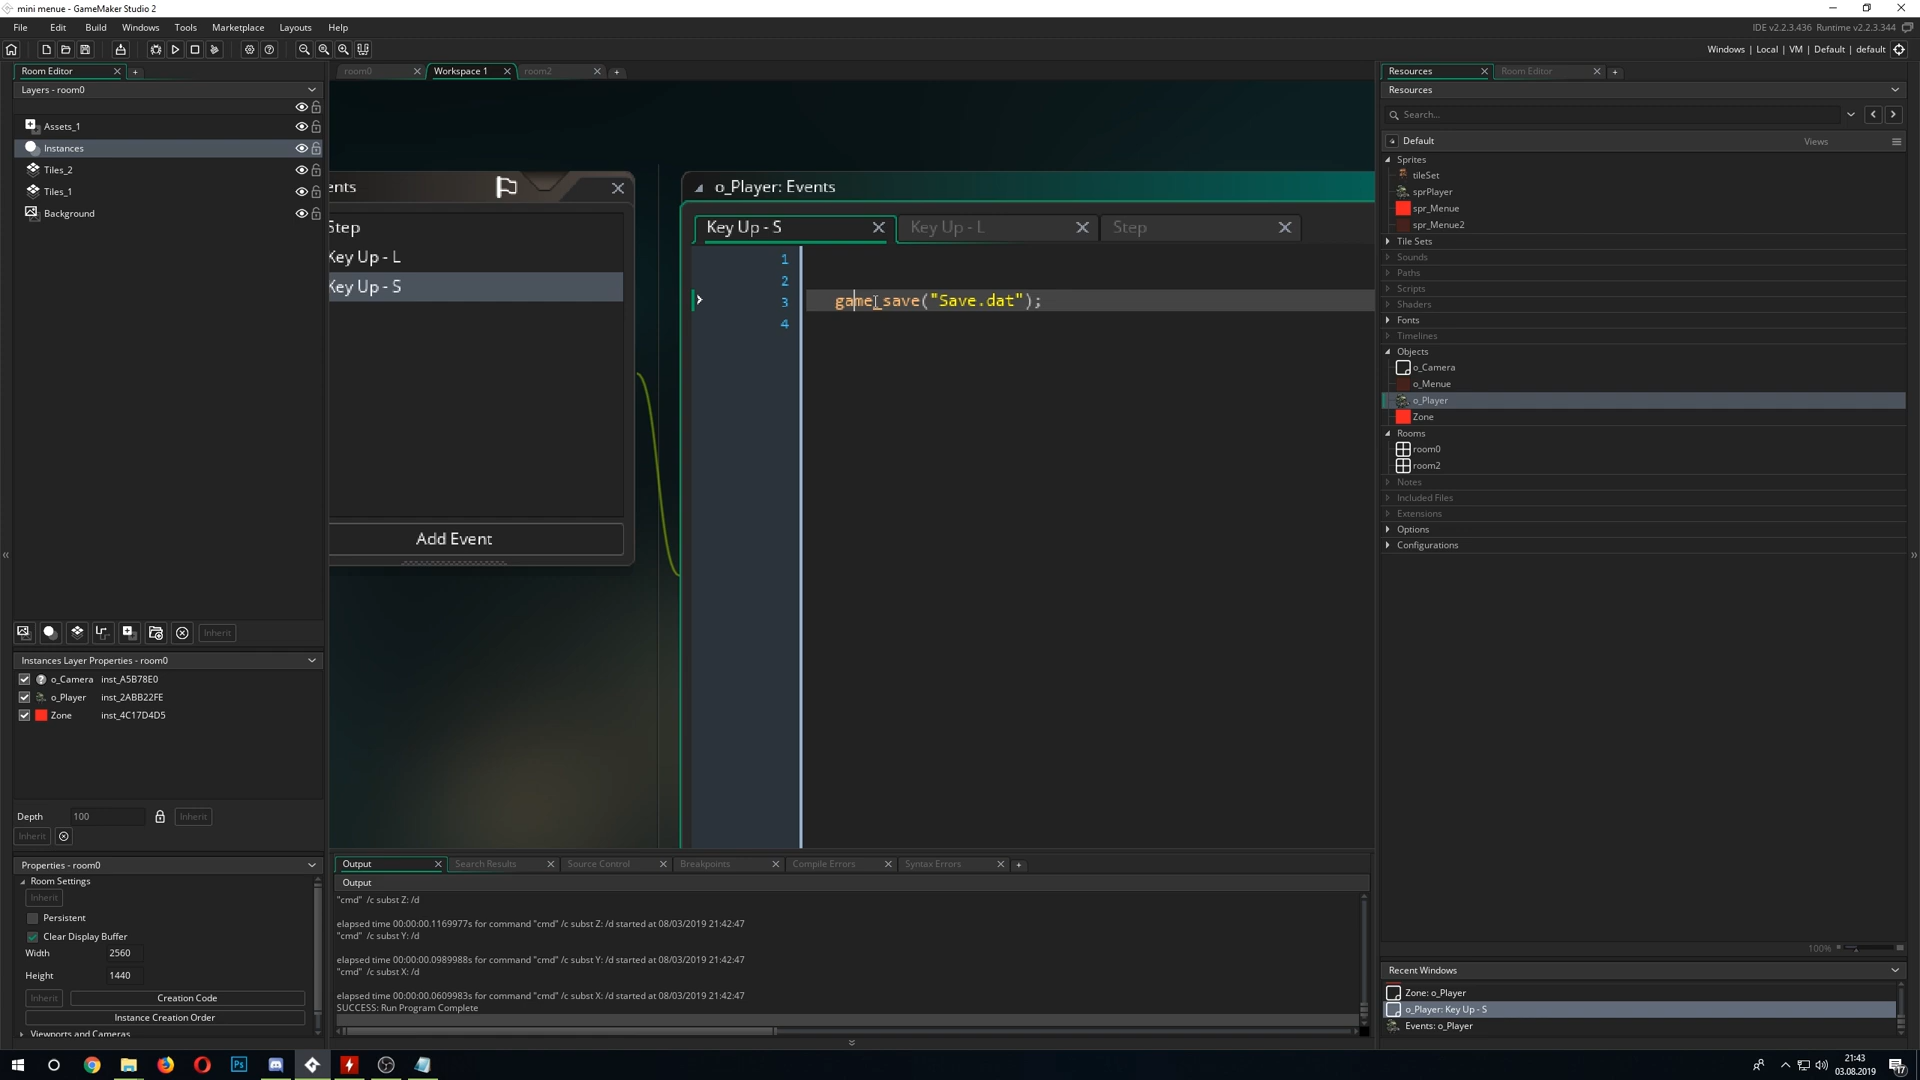 mini menue - GameMaker Studio 2
File Edit Build Windows Tools Marketplace Layouts Help
IDE v2.2.3.436 Runtime v2.2.3.344
Windows | Local | VM | Default | default
Room Editor
Layers - room0
Assets_1
Instances
Tiles_2
Tiles_1
Background
Inherit
Instances Layer Properties - room0
o_Camera inst_A5B78E0
o_Player inst_2ABB22FE
Zone inst_4C17D4D5
Depth 100 Inherit
Inherit
Properties - room0
Room Settings
Inherit
Persistent
Clear Display Buffer
Width 2560
Height 1440
Inherit Creation Code
Instance Creation Order
Viewports and Cameras
room0 Workspace 1 room2
ents
Step
Key Up - L
Key Up - S
Add Event
o_Player: Events
Key Up - S Key Up - L Step
1
2
3 game_save("Save.dat");
4
Output Search Results Source Control Breakpoints Compile Errors Syntax Errors
Output
"cmd" /c subst Z: /d
elapsed time 00:00:00.1169977s for command "cmd" /c subst Z: /d started at 08/03/2019 21:42:47
"cmd" /c subst Y: /d
elapsed time 00:00:00.0989988s for command "cmd" /c subst Y: /d started at 08/03/2019 21:42:47
"cmd" /c subst X: /d
elapsed time 00:00:00.0609983s for command "cmd" /c subst X: /d started at 08/03/2019 21:42:47
SUCCESS: Run Program Complete
Resources Room Editor
Resources
Search...
Default Views
Sprites
tileSet
sprPlayer
spr_Menue
spr_Menue2
Tile Sets
Sounds
Paths
Scripts
Shaders
Fonts
Timelines
Objects
o_Camera
o_Menue
o_Player
Zone
Rooms
room0
room2
Notes
Included Files
Extensions
Options
Configurations
100%
Recent Windows
Zone: o_Player
o_Player: Key Up - S
Events: o_Player
Ps
21:43
03.08.2019
17